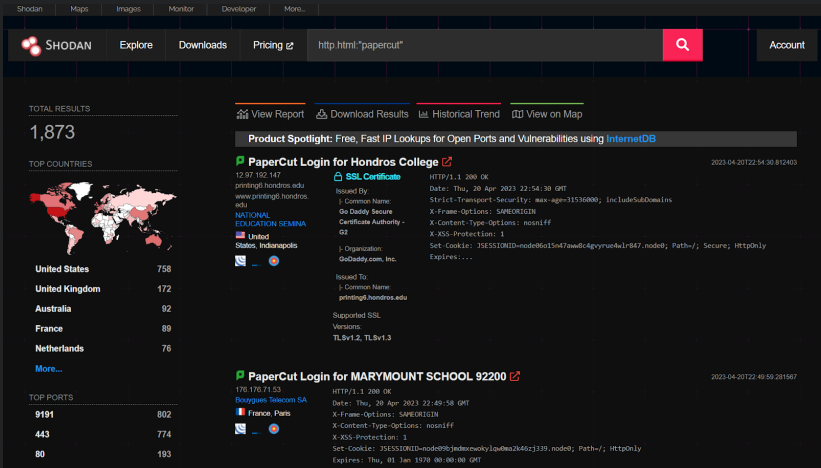 Shodan Maps Images Monitor Developer More...
SHODAN Explore Downloads Pricing http.html:"papercut" Account
TOTAL RESULTS
1,873
TOP COUNTRIES
United States 758
United Kingdom 172
Australia 92
France 89
Netherlands 76
More...
TOP PORTS
9191 802
443 774
80 193
View Report Download Results Historical Trend View on Map
Product Spotlight: Free, Fast IP Lookups for Open Ports and Vulnerabilities using InternetDB
PaperCut Login for Hondros College 2023-04-20T22:54:30.812403
12.97.192.147
printing6.hondros.edu
www.printing6.hondros.
edu
NATIONAL
EDUCATION SEMINA
United
States, Indianapolis
SSL Certificate
Issued By:
|- Common Name:
Go Daddy Secure
Certificate Authority -
G2
|- Organization:
GoDaddy.com, Inc.
Issued To:
|- Common Name:
printing6.hondros.edu
Supported SSL
Versions:
TLSv1.2, TLSv1.3
HTTP/1.1 200 OK
Date: Thu, 20 Apr 2023 22:54:30 GMT
Strict-Transport-Security: max-age=31536000; includeSubDomains
X-Frame-Options: SAMEORIGIN
X-Content-Type-Options: nosniff
X-XSS-Protection: 1
Set-Cookie: JSESSIONID=node06o15n47aww8c4gvyrue4wlr847.node0; Path=/; Secure; HttpOnly
Expires:...
PaperCut Login for MARYMOUNT SCHOOL 92200 2023-04-20T22:49:59.281567
176.176.71.53
Bouygues Telecom SA
France, Paris
HTTP/1.1 200 OK
Date: Thu, 20 Apr 2023 22:49:58 GMT
X-Frame-Options: SAMEORIGIN
X-Content-Type-Options: nosniff
X-XSS-Protection: 1
Set-Cookie: JSESSIONID=node09bjmdmxewokylqw0ma2k46zj339.node0; Path=/; HttpOnly
Expires: Thu, 01 Jan 1970 00:00:00 GMT